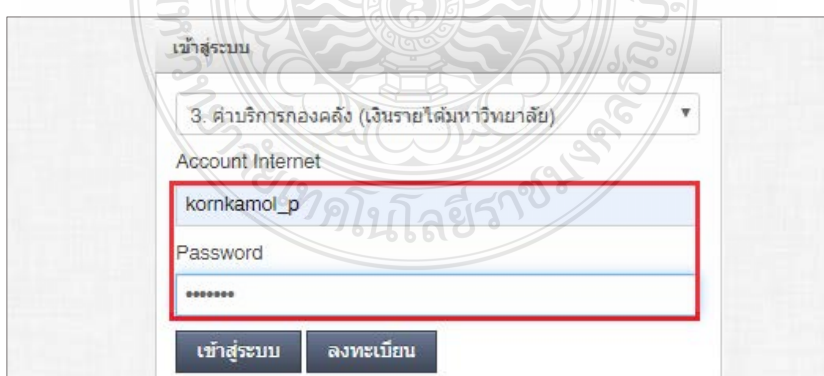 เข้าสู่ระบบ
3. ค่าบริการกองคลัง (เงินรายได้มหาวิทยาลัย)
Account Internet
kornkamol_p
Password
•••••••
เข้าสู่ระบบ ลงทะเบียน